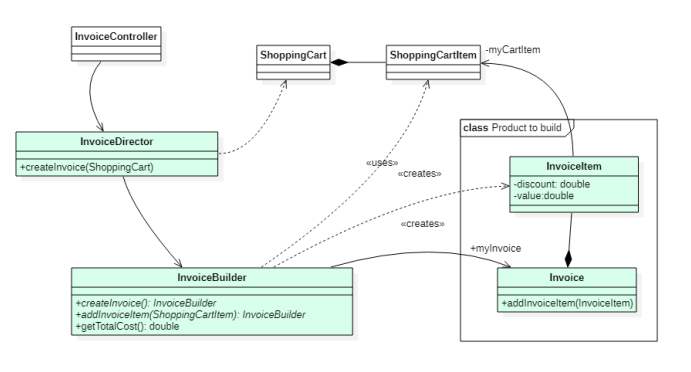 InvoiceController
ShoppingCart
ShoppingCartItem
-myCartItem
class Product to build
InvoiceDirector
+createInvoice(ShoppingCart)
«uses»
«creates»
InvoiceItem
-discount: double
-value:double
«creates»
+myInvoice
InvoiceBuilder
+createInvoice(): InvoiceBuilder
+addInvoiceItem(ShoppingCartItem): InvoiceBuilder
+getTotalCost(): double
Invoice
+addInvoiceItem(InvoiceItem)